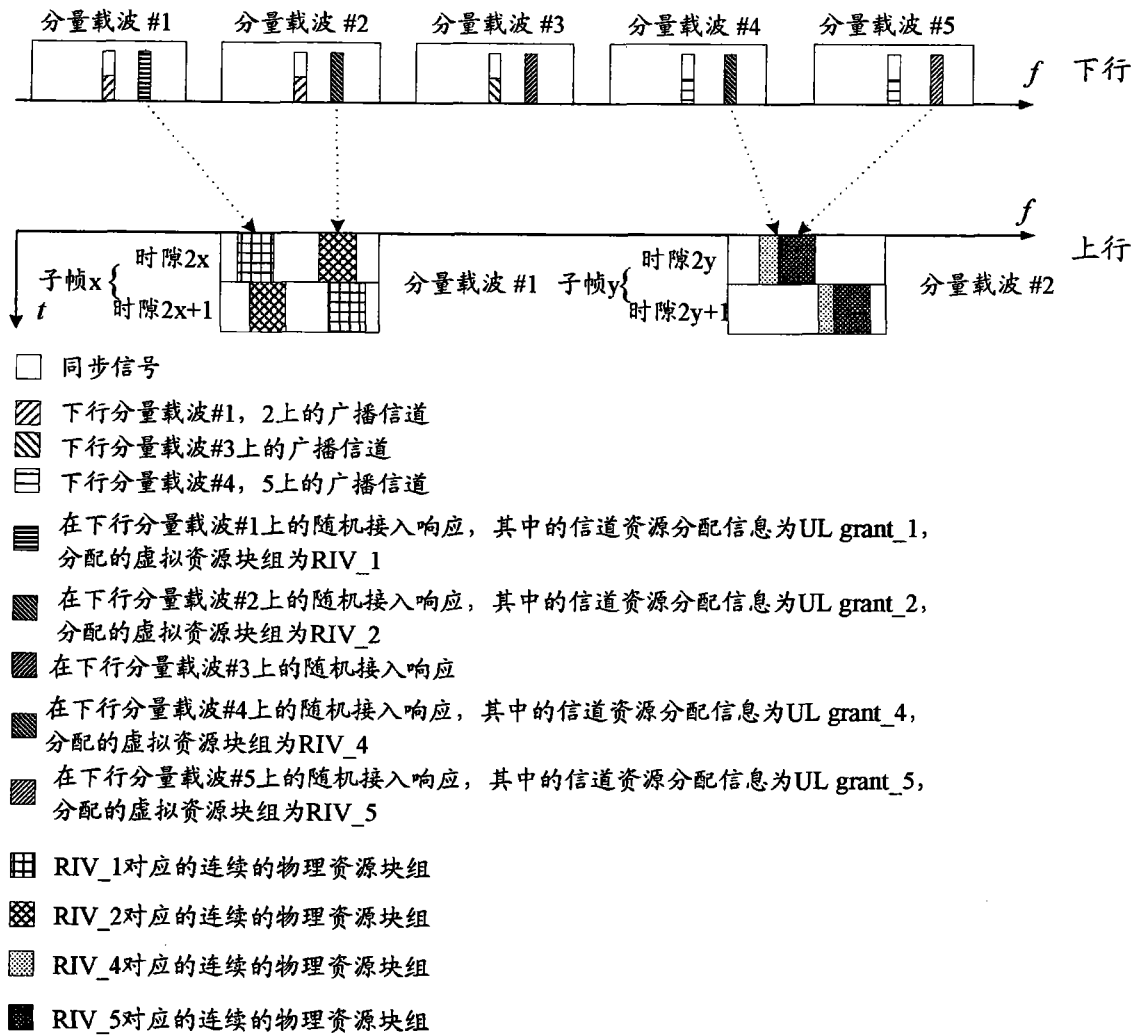 分量载波 #1
分量载波 #2
分量载波 #3
分量载波 #4
分量载波 #5
f
下行
f
上行
子帧x
时隙2x
时隙2x+1
t
分量载波 #1
子帧y
时隙2y
时隙2y+1
分量载波 #2
同步信号
下行分量载波#1，2上的广播信道
下行分量载波#3上的广播信道
下行分量载波#4，5上的广播信道
在下行分量载波#1上的随机接入响应，其中的信道资源分配信息为UL grant_1，
分配的虚拟资源块组为RIV_1
在下行分量载波#2上的随机接入响应，其中的信道资源分配信息为UL grant_2，
分配的虚拟资源块组为RIV_2
在下行分量载波#3上的随机接入响应
在下行分量载波#4上的随机接入响应，其中的信道资源分配信息为UL grant_4，
分配的虚拟资源块组为RIV_4
在下行分量载波#5上的随机接入响应，其中的信道资源分配信息为UL grant_5，
分配的虚拟资源块组为RIV_5
RIV_1对应的连续的物理资源块组
RIV_2对应的连续的物理资源块组
RIV_4对应的连续的物理资源块组
RIV_5对应的连续的物理资源块组